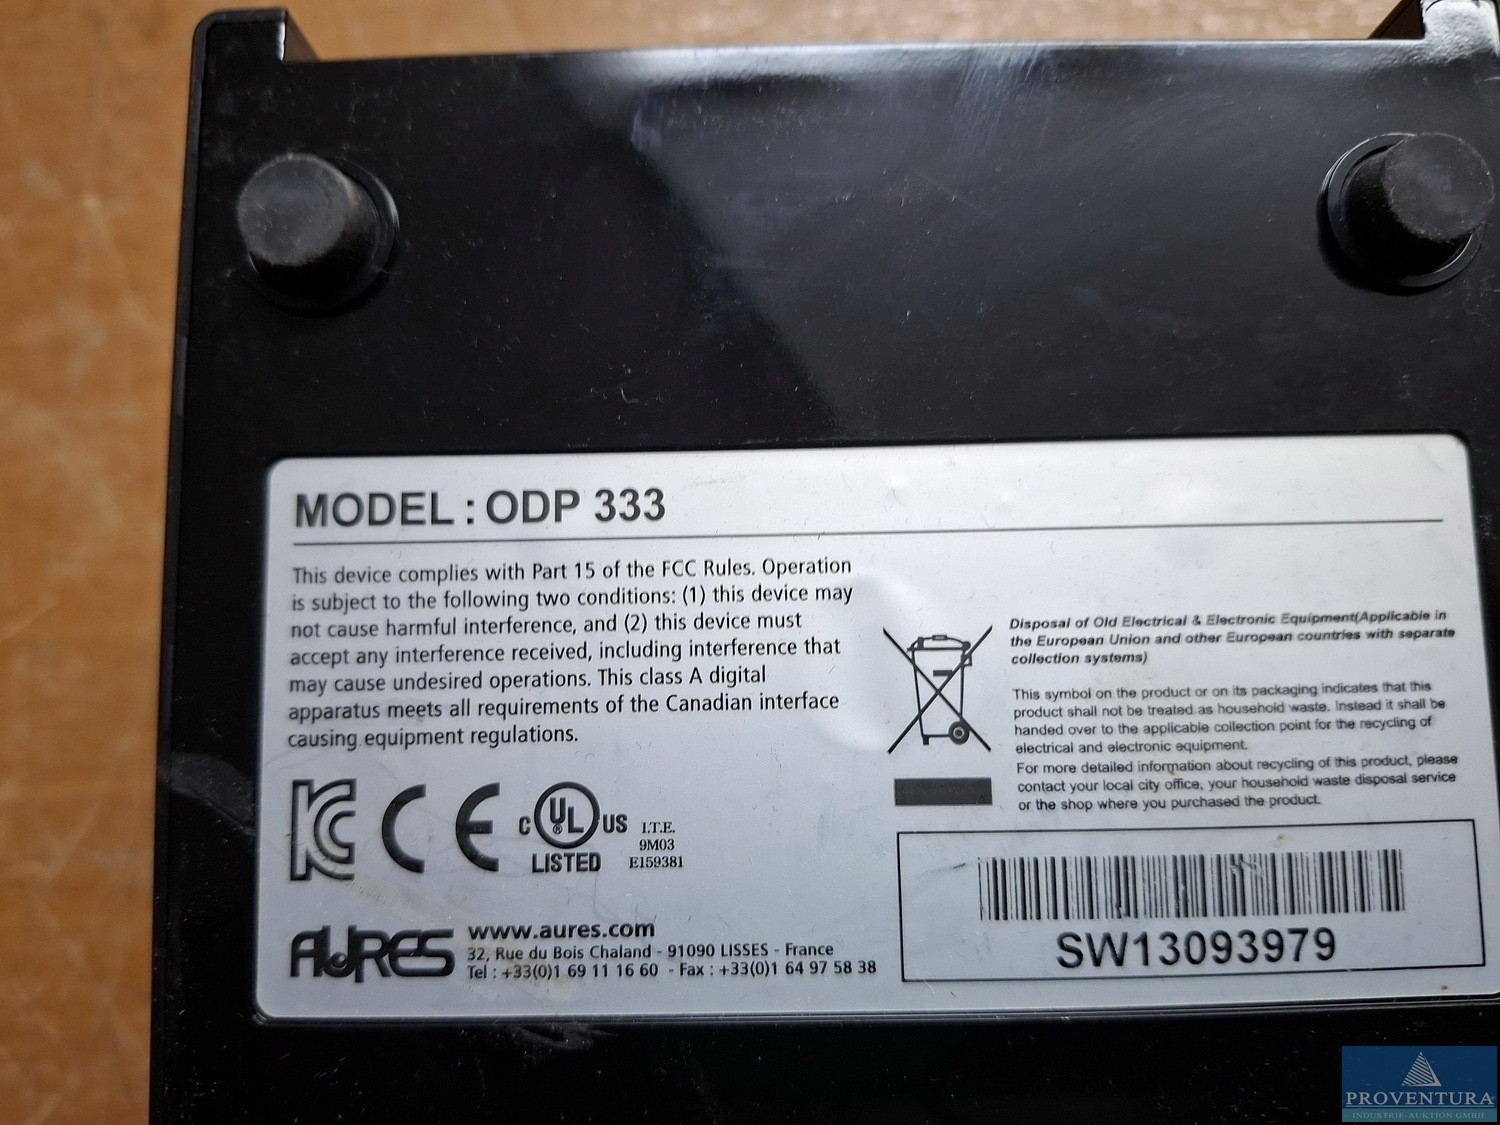 MODEL : ODP 333
This device complies with Part 15 of the FCC Rules. Operation
is subject to the following two conditions: (1) this device may
not cause harmful interference, and (2) this device must
accept any interference received, including interference that
may cause undesired operations. This class A digital
apparatus meets all requirements of the Canadian interface
causing equipment regulations.
Disposal of Old Electrical & Electronic Equipment(Applicable in
the European Union and other European countries with separate
collection systems)
This symbol on the product or on its packaging indicates that this
product shall not be treated as household waste. Instead it shall be
handed over to the applicable collection point for the recycling of
electrical and electronic equipment.
For more detailed information about recycling of this product, please
contact your local city office, your household waste disposal service
or the shop where you purchased the product.
KC CE C UL ® US
LISTED
I.T.E.
9M03
E159381
AURES
www.aures.com
32, Rue du Bois Chaland - 91090 LISSES - France
Tel : +33(0)1 69 11 16 60 - Fax : +33(0)1 64 97 58 38
SW13093979
PROVENTURA
INDUSTRIE-AUKTION GMBH